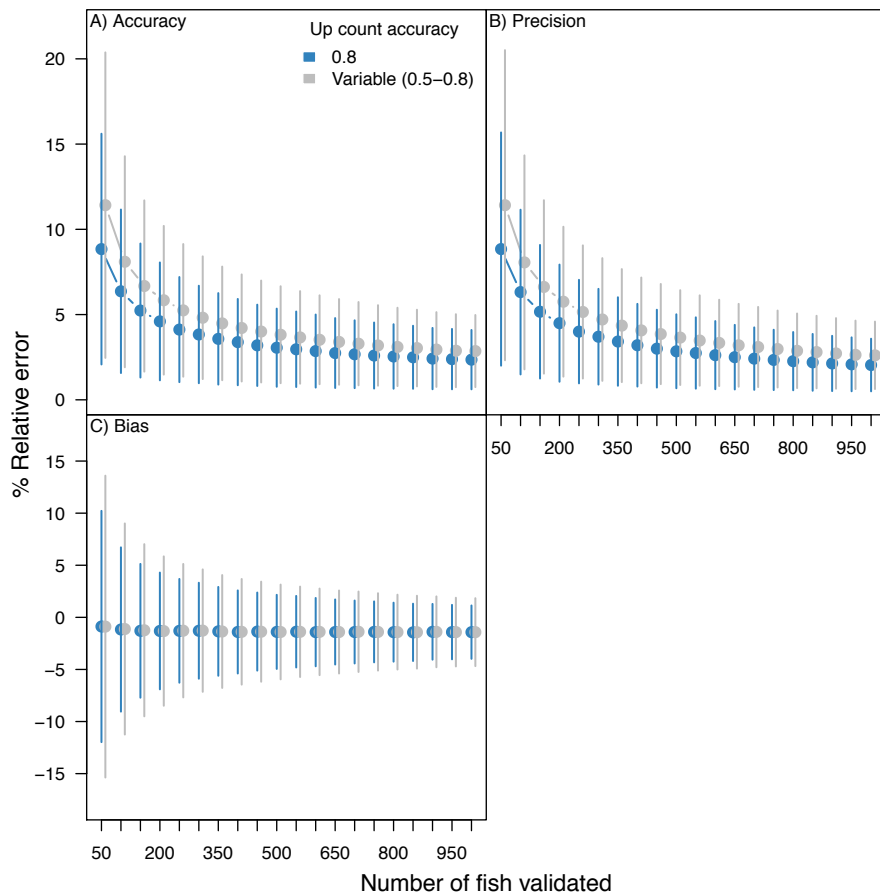 A) Accuracy
Up count accuracy
0.8
Variable (0.5−0.8)
B) Precision
20
15
10
5
0
50 200 350 500 650 800 950
C) Bias
15
10
5
0
−5
−10
−15
50 200 350 500 650 800 950
% Relative error
Number of fish validated